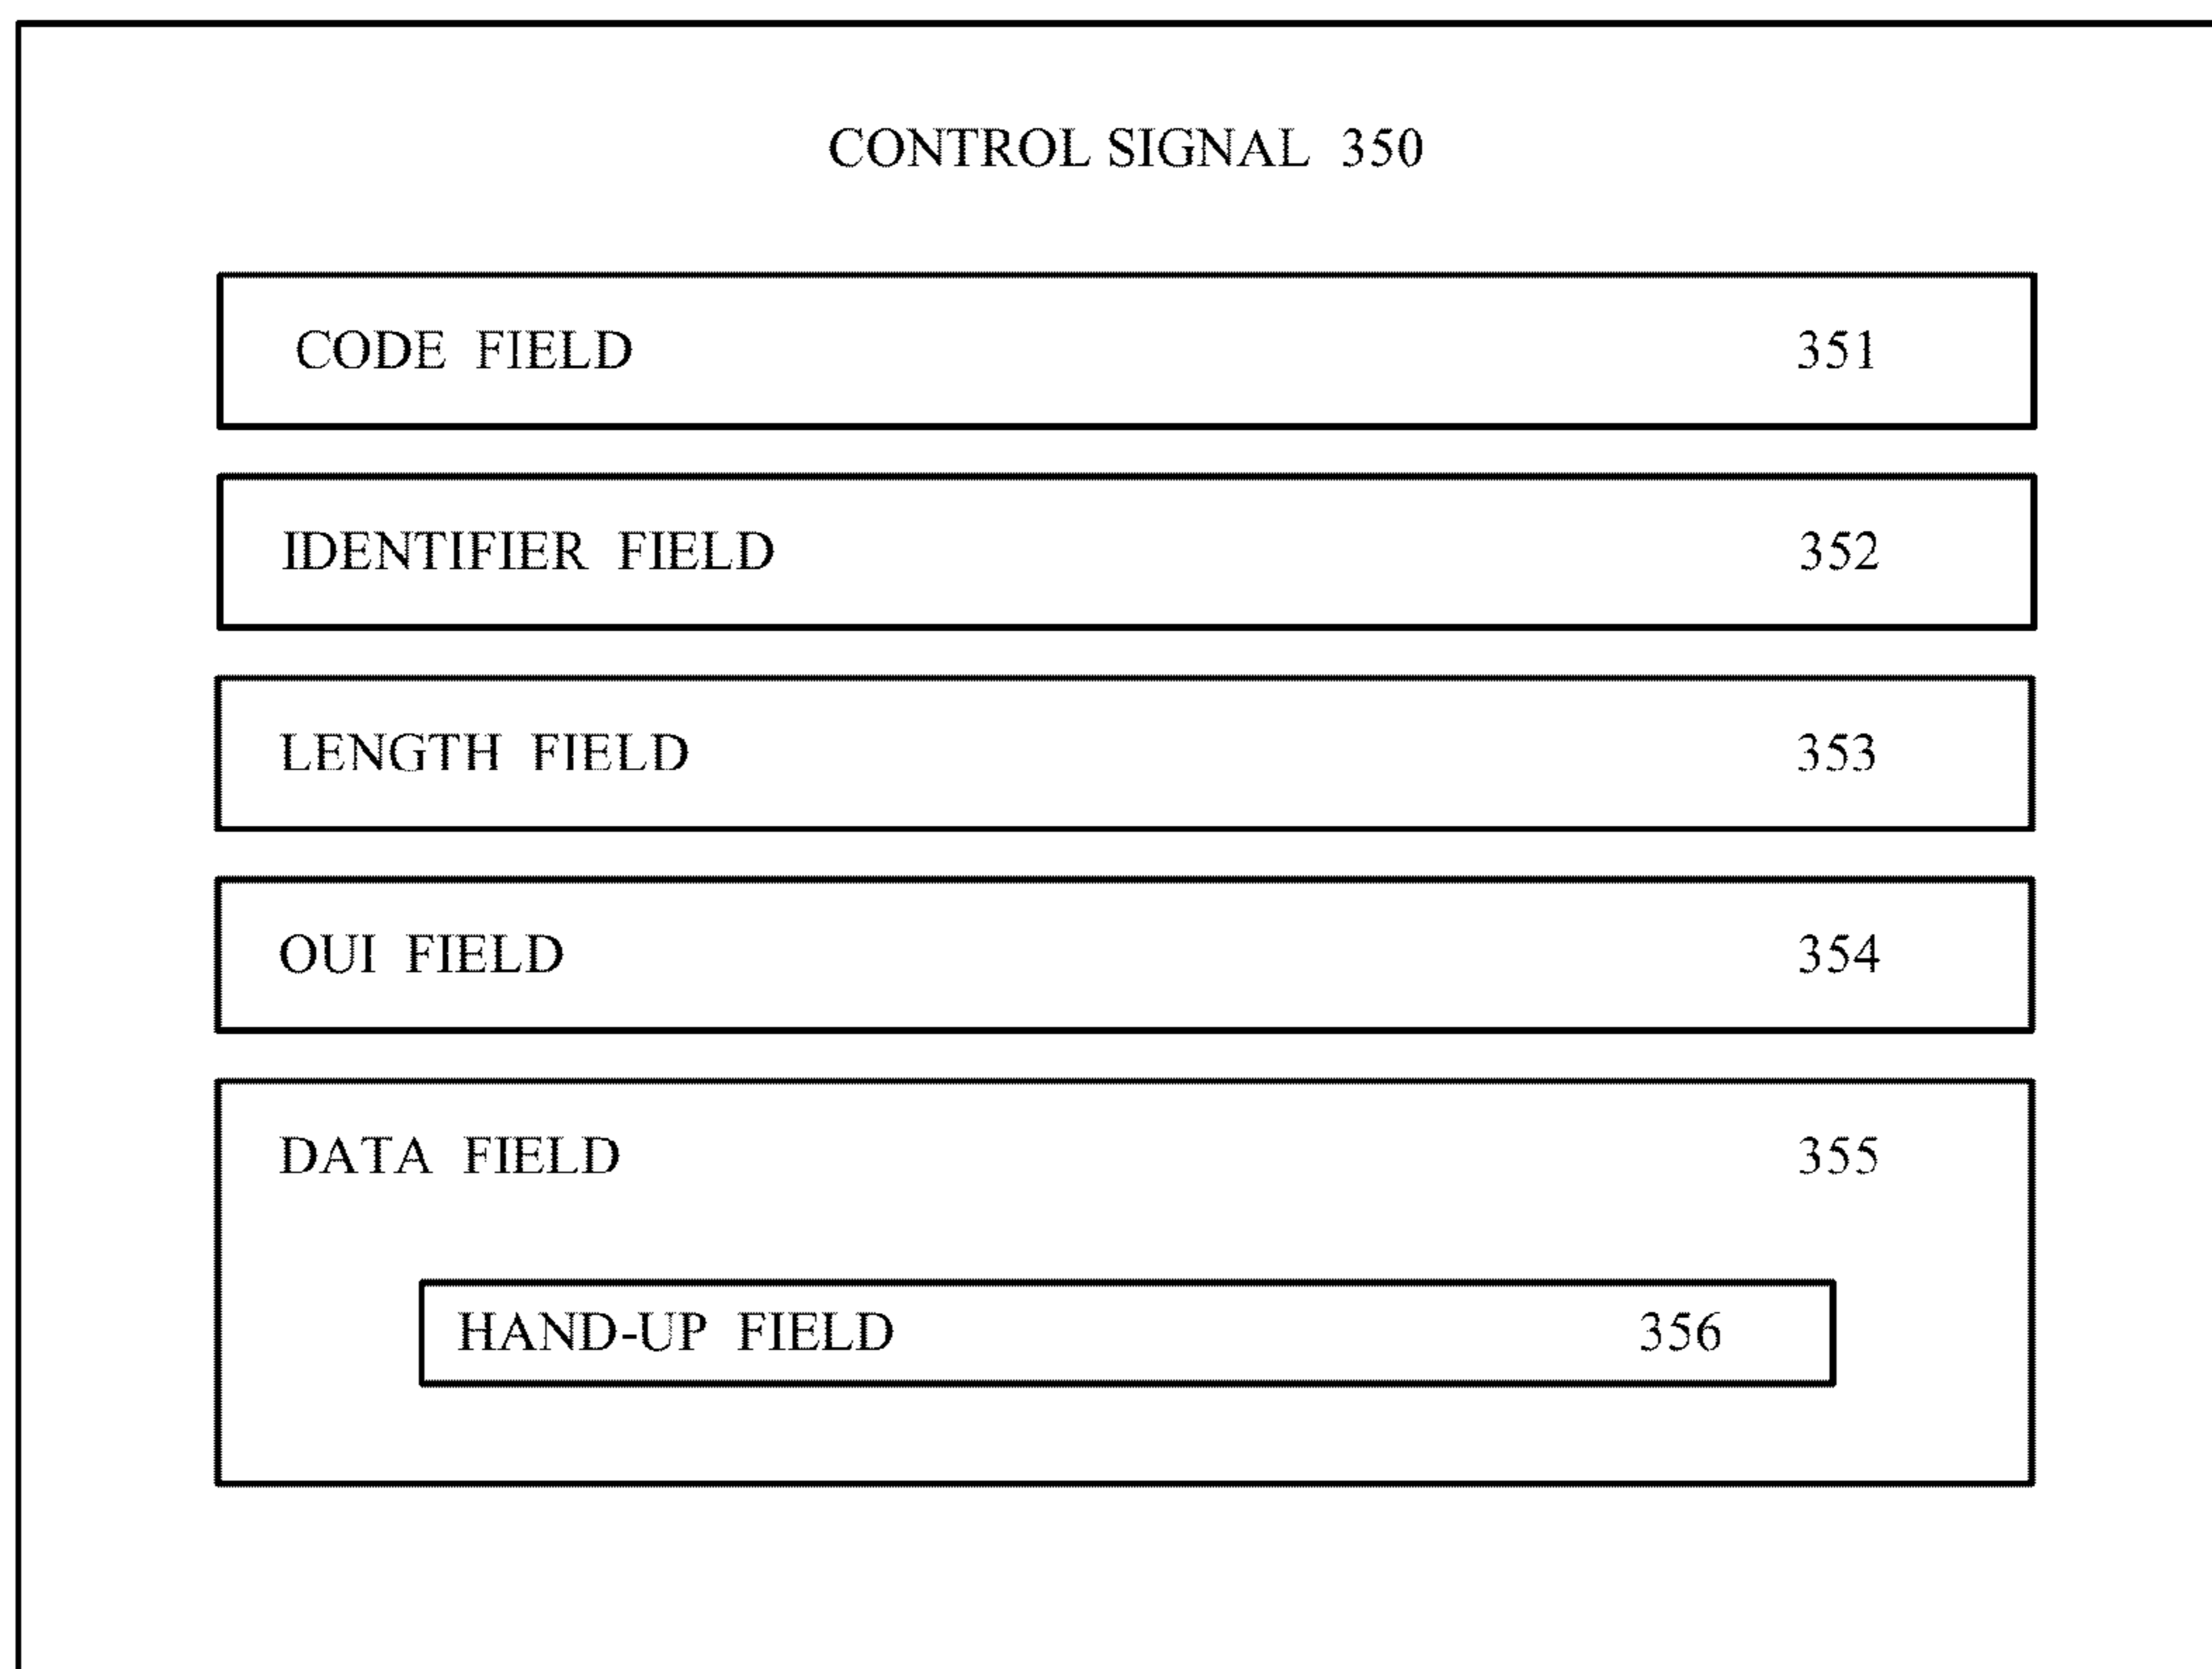 CONTROL SIGNAL 350
CODE FIELD 351
IDENTIFIER FIELD 352
LENGTH FIELD 353
OUI FIELD 354
DATA FIELD 355
HAND-UP FIELD 356